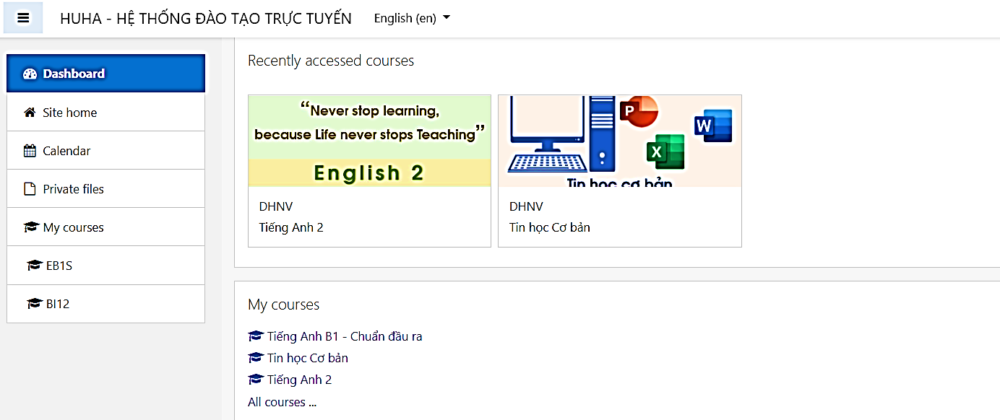 HUHA - HỆ THỐNG ĐÀO TẠO TRỰC TUYẾN
English (en)
Dashboard
Site home
Calendar
Private files
My courses
EB1S
BI12
Recently accessed courses
“Never stop learning,
because Life never stops Teaching”
English 2
DHNV
Tiếng Anh 2
P
W
X
Tin học cơ bản
DHNV
Tin học Cơ bản
My courses
Tiếng Anh B1 - Chuẩn đầu ra
Tin học Cơ bản
Tiếng Anh 2
All courses ...